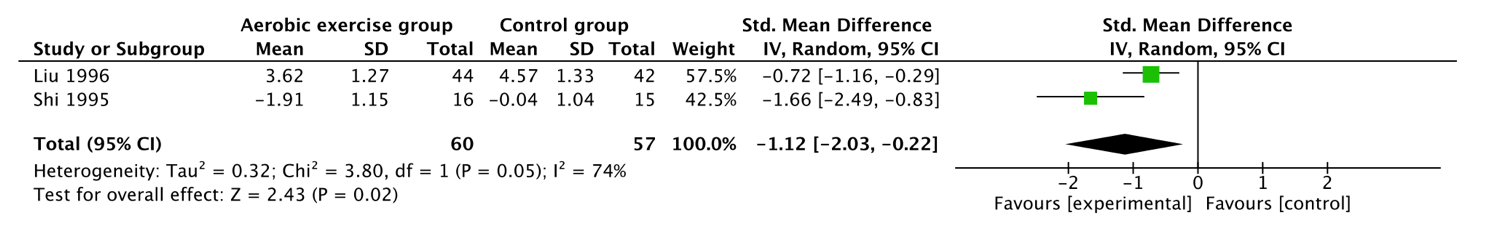 Aerobic exercise group Control group Std. Mean Difference Std. Mean Difference
Study or Subgroup Mean SD Total Mean SD Total Weight IV, Random, 95% CI IV, Random, 95% CI
Liu 1996 3.62 1.27 44 4.57 1.33 42 57.5% −0.72 [−1.16, −0.29]
Shi 1995 −1.91 1.15 16 −0.04 1.04 15 42.5% −1.66 [−2.49, −0.83]
Total (95% CI) 60 57 100.0% −1.12 [−2.03, −0.22]
Heterogeneity: Tau² = 0.32; Chi² = 3.80, df = 1 (P = 0.05); I² = 74%
Test for overall effect: Z = 2.43 (P = 0.02)
−2 −1 0 1 2
Favours [experimental] Favours [control]